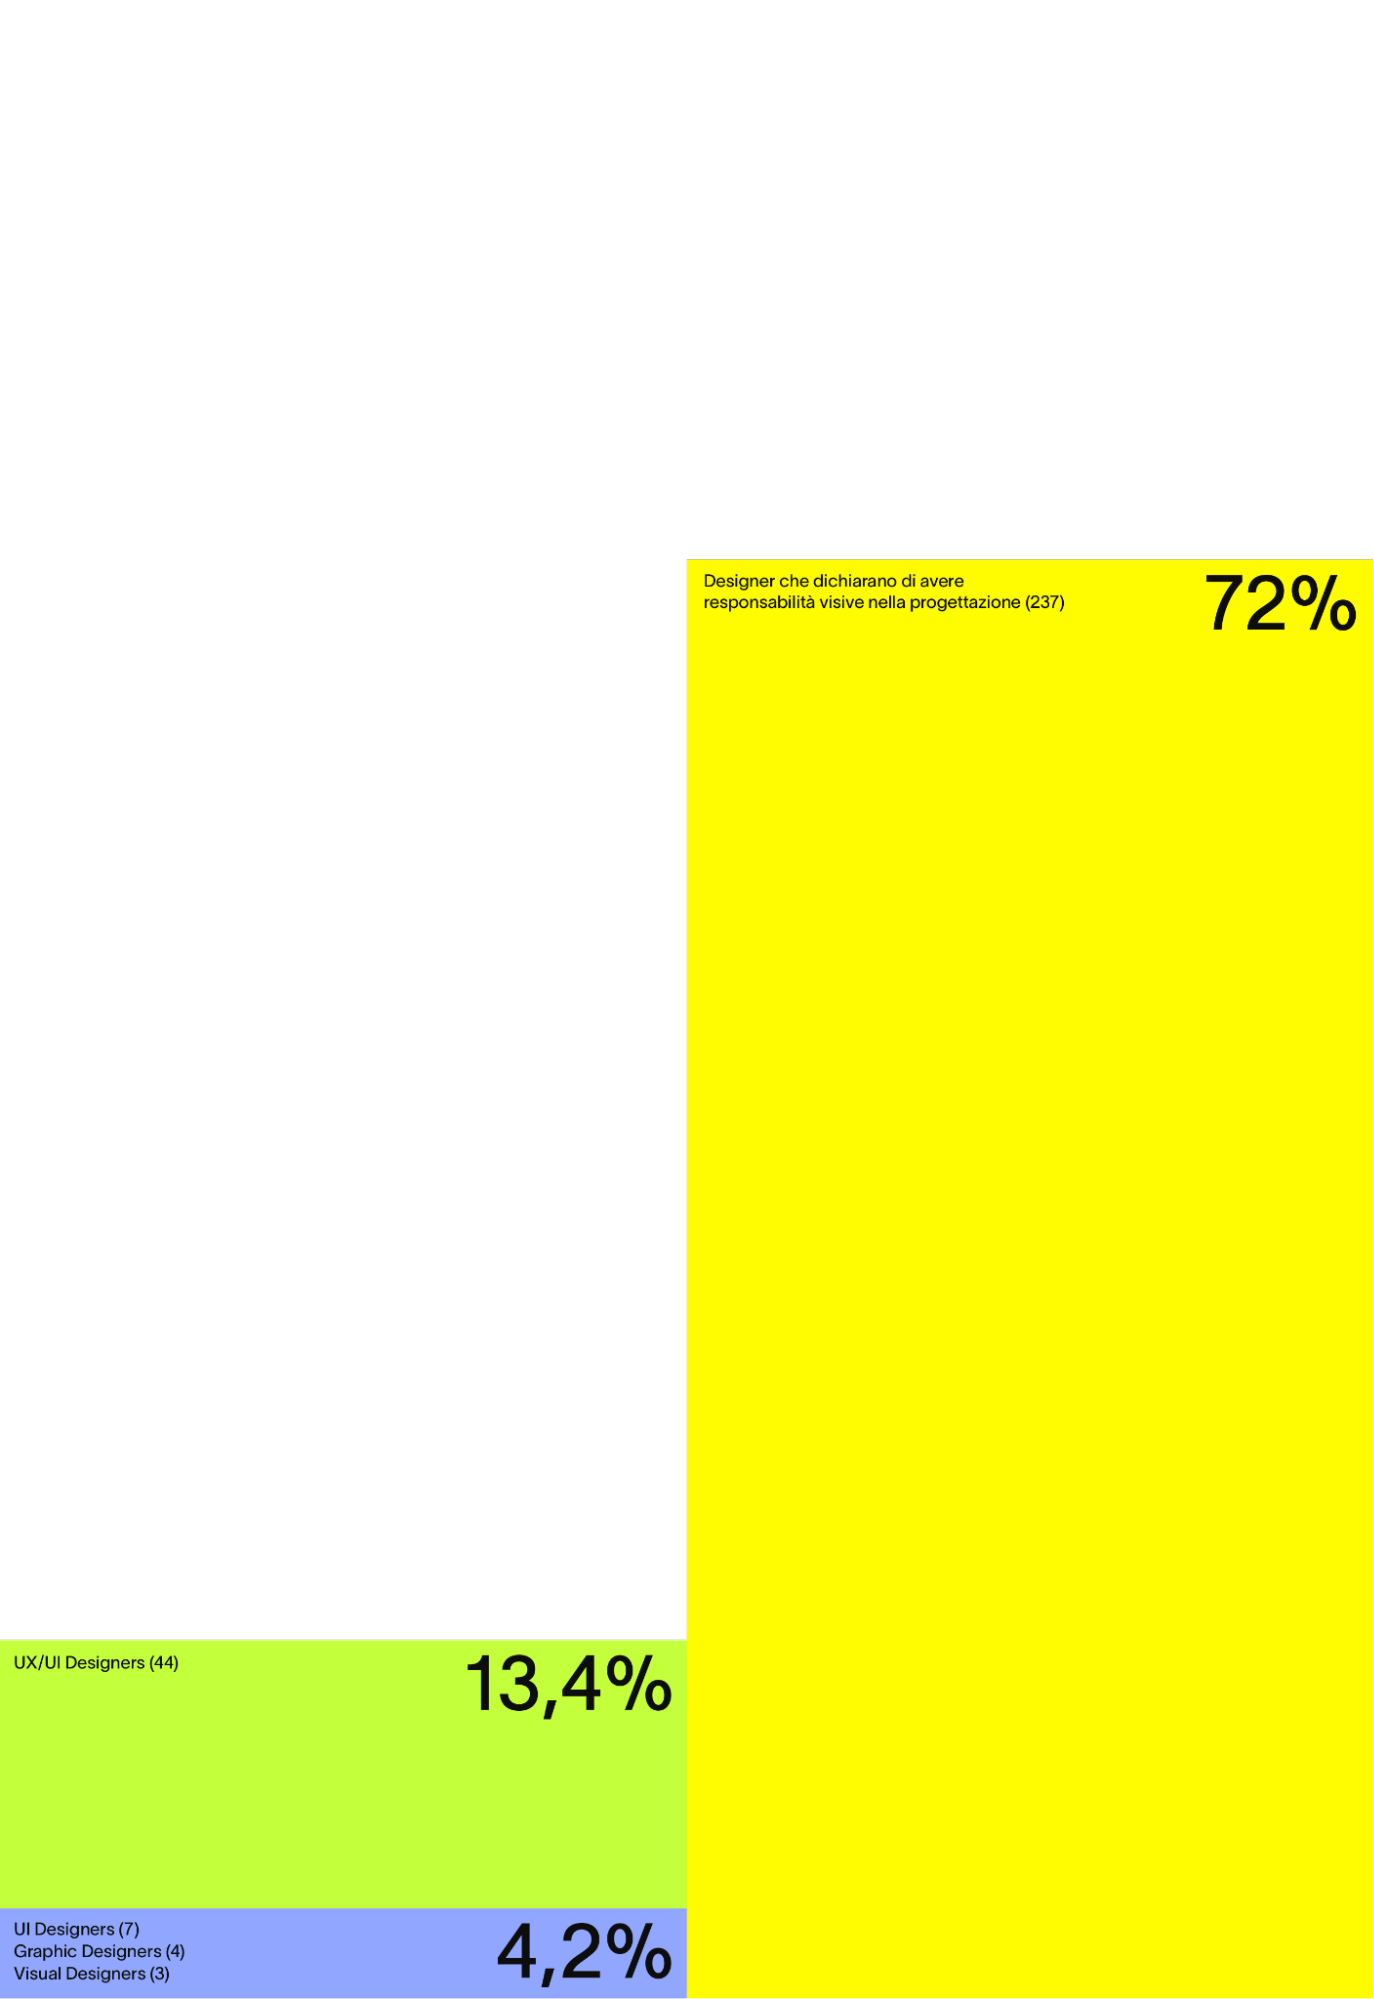 Designer che dichiarano di avere
responsabilità visive nella progettazione (237)
72%
UX/UI Designers (44)
13,4%
UI Designers (7)
Graphic Designers (4)
Visual Designers (3)
4,2%